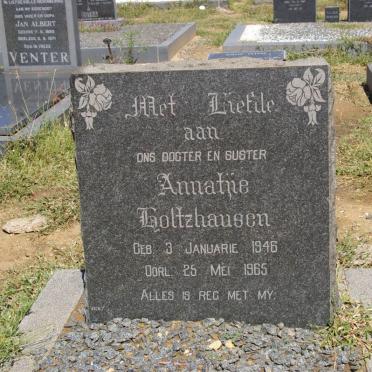 JAN ALBERT
VENTER
Met Liefde
aan
ONS DOGTER EN SUSTER
Annatjie
Holtzhausen
GEB. 3 JANUARIE 1946
OORL. 25 MEI 1965
ALLES IS REG MET MY.